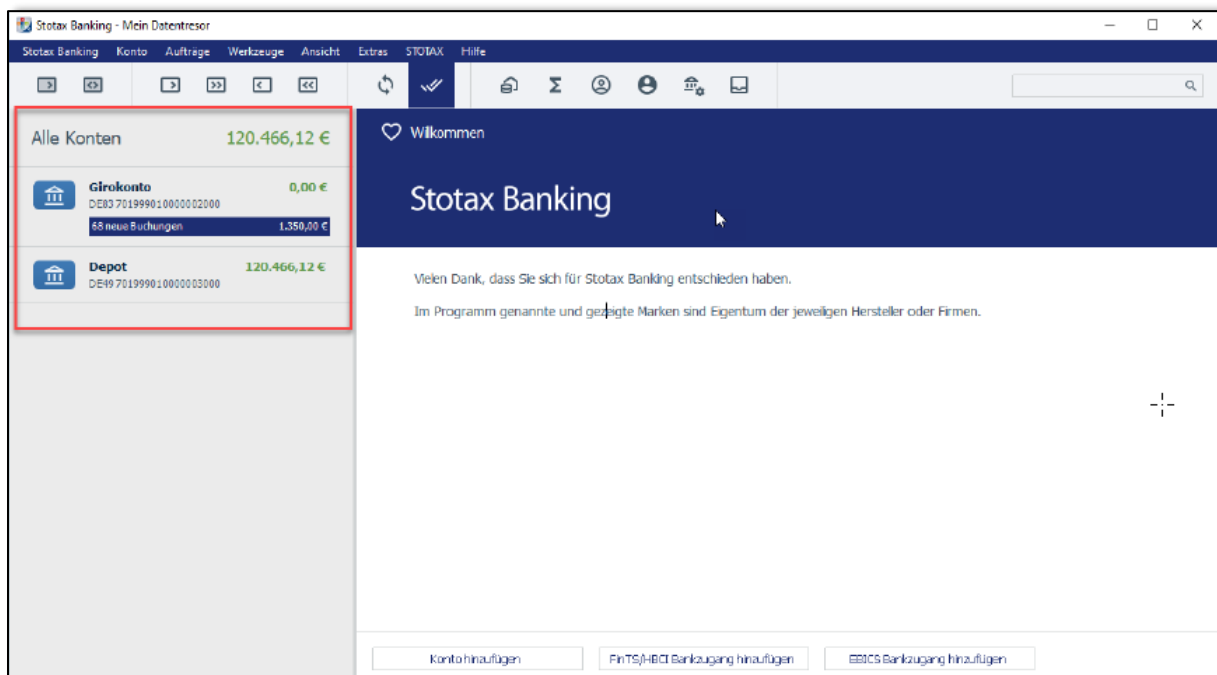 Stotax Banking - Mein Datentresor
Stotax Banking Konto Aufträge Werkzeuge Ansicht Extras STOTAX Hilfe
Alle Konten 120.466,12 €
Girokonto 0,00 €
DE83 701999010000002000
68 neue Buchungen 1.350,00 €
Depot 120.466,12 €
DE49 701999010000003000
Wilkommen
Stotax Banking
Vielen Dank, dass Sie sich für Stotax Banking entschieden haben.
Im Programm genannte und gezeigte Marken sind Eigentum der jeweiligen Hersteller oder Firmen.
Konto hinzufügen
FinTS/HBCI Bankzugang hinzufügen
EBICS Bankzugang hinzufügen